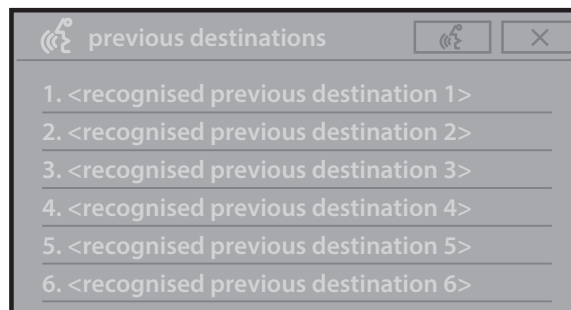 previous destinations
1. <recognised previous destination 1>
2. <recognised previous destination 2>
3. <recognised previous destination 3>
4. <recognised previous destination 4>
5. <recognised previous destination 5>
6. <recognised previous destination 6>